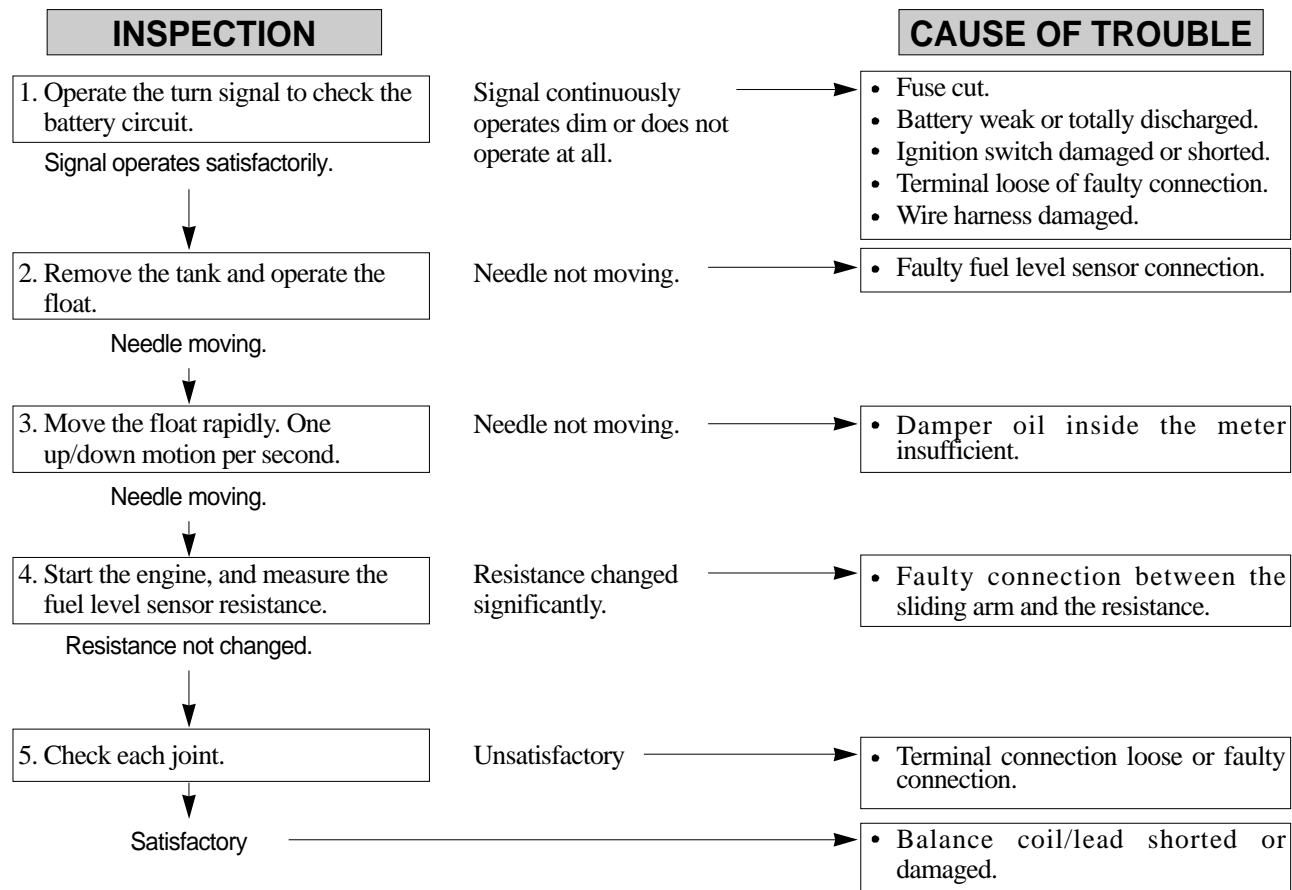 INSPECTION
CAUSE OF TROUBLE
1. Operate the turn signal to check the
battery circuit.
Signal continuously
operates dim or does not
operate at all.
• Fuse cut.
• Battery weak or totally discharged.
• Ignition switch damaged or shorted.
• Terminal loose of faulty connection.
• Wire harness damaged.
Signal operates satisfactorily.
2. Remove the tank and operate the
float.
Needle not moving.
• Faulty fuel level sensor connection.
Needle moving.
3. Move the float rapidly. One
up/down motion per second.
Needle not moving.
• Damper oil inside the meter
insufficient.
Needle moving.
4. Start the engine, and measure the
fuel level sensor resistance.
Resistance changed
significantly.
• Faulty connection between the
sliding arm and the resistance.
Resistance not changed.
5. Check each joint.
Unsatisfactory
• Terminal connection loose or faulty
connection.
Satisfactory
• Balance coil/lead shorted or
damaged.